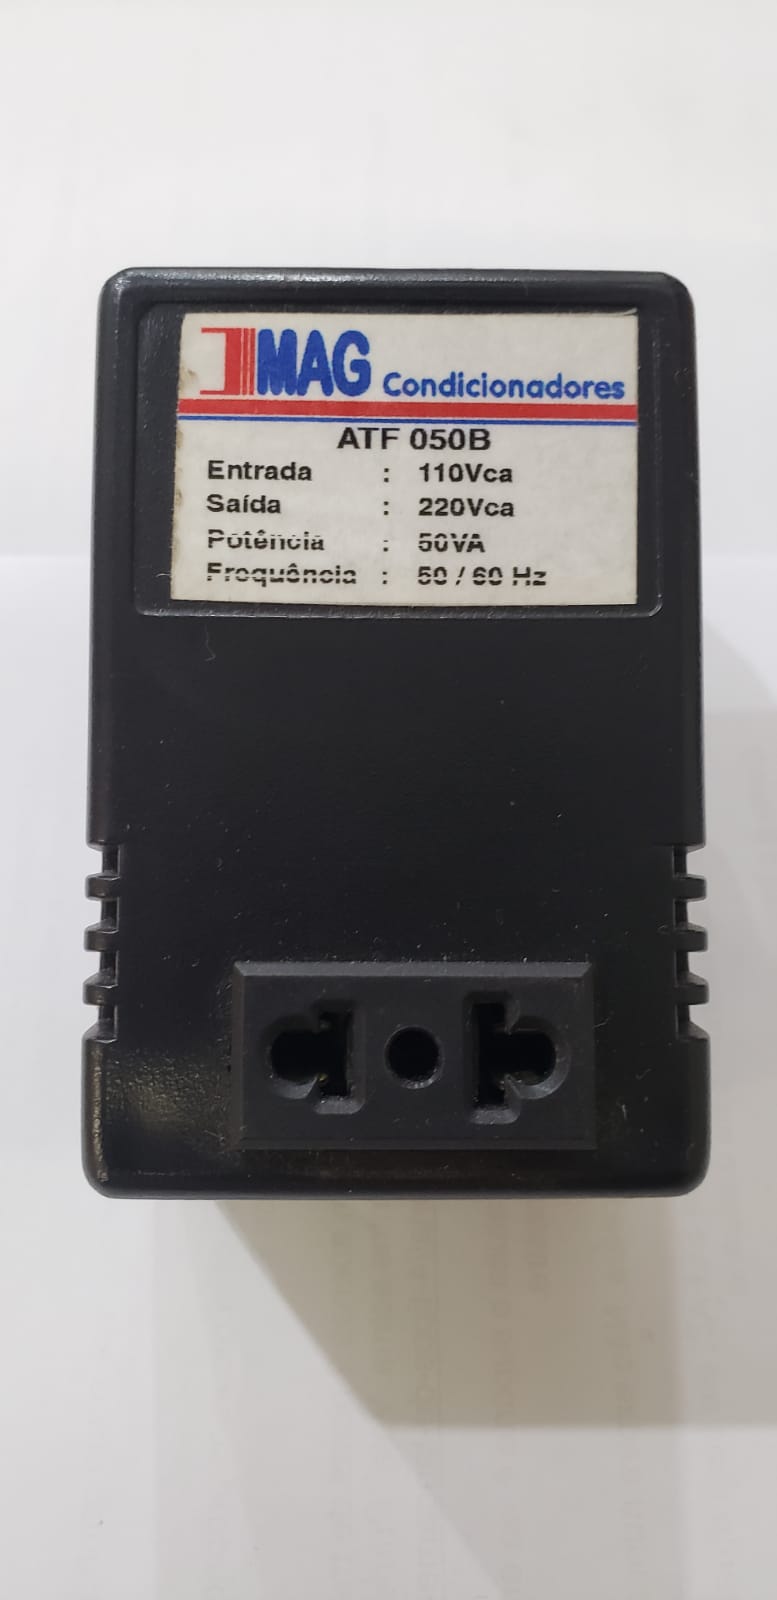 MAG Condicionadores
ATF 050B
Entrada : 110Vca
Saída : 220Vca
Potência : 50VA
Frequência : 50 / 60 Hz